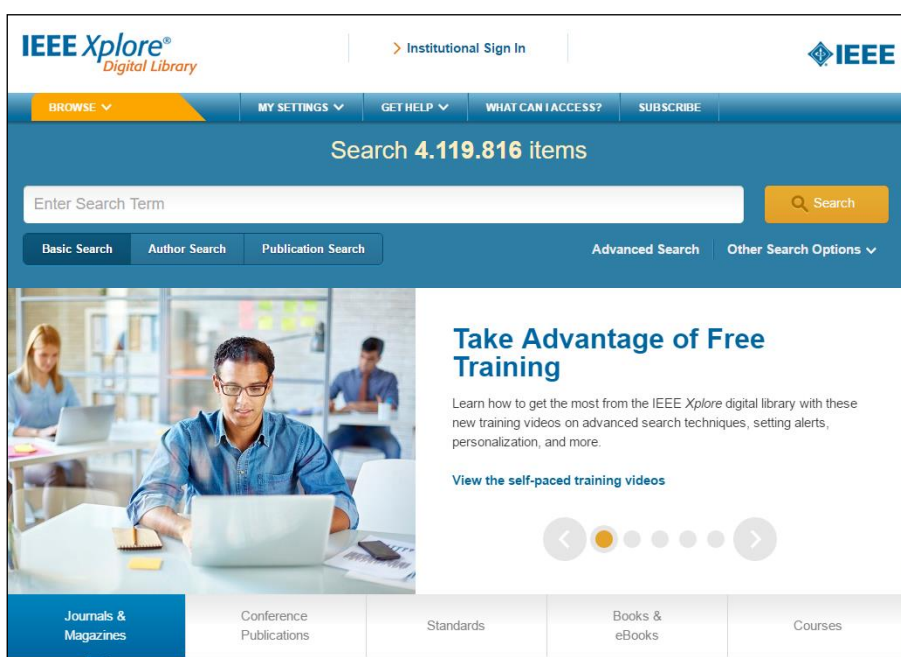 IEEE Xplore®
Digital Library
Institutional Sign In
IEEE
BROWSE
MY SETTINGS
GET HELP
WHAT CAN I ACCESS?
SUBSCRIBE
Search 4.119.816 items
Enter Search Term
Search
Basic Search
Author Search
Publication Search
Advanced Search
Other Search Options
Take Advantage of Free
Training
Learn how to get the most from the IEEE Xplore digital library with these
new training videos on advanced search techniques, setting alerts,
personalization, and more.
View the self-paced training videos
Journals &
Magazines
Conference
Publications
Standards
Books &
eBooks
Courses